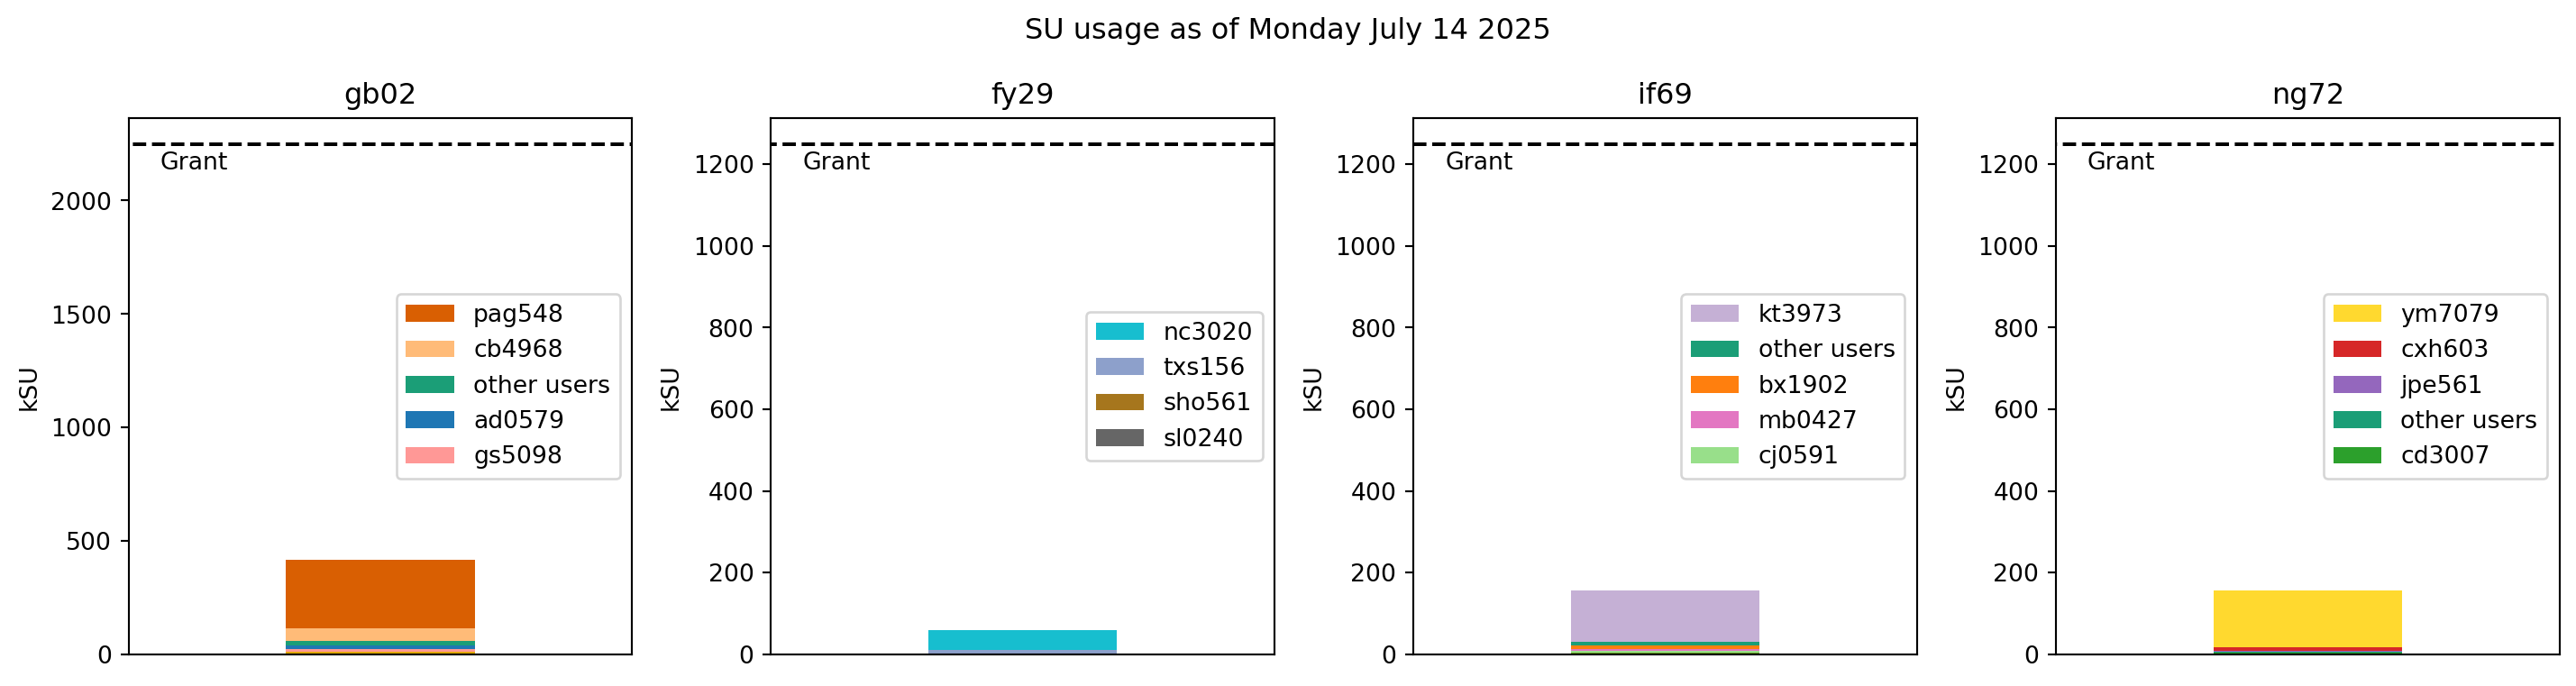 SU usage as of Monday July 14 2025
gb02
kSU
2000
1500
1000
500
0
Grant
pag548
cb4968
other users
ad0579
gs5098
fy29
kSU
1200
1000
800
600
400
200
0
Grant
nc3020
txs156
sho561
sl0240
if69
kSU
1200
1000
800
600
400
200
0
Grant
kt3973
other users
bx1902
mb0427
cj0591
ng72
kSU
1200
1000
800
600
400
200
0
Grant
ym7079
cxh603
jpe561
other users
cd3007